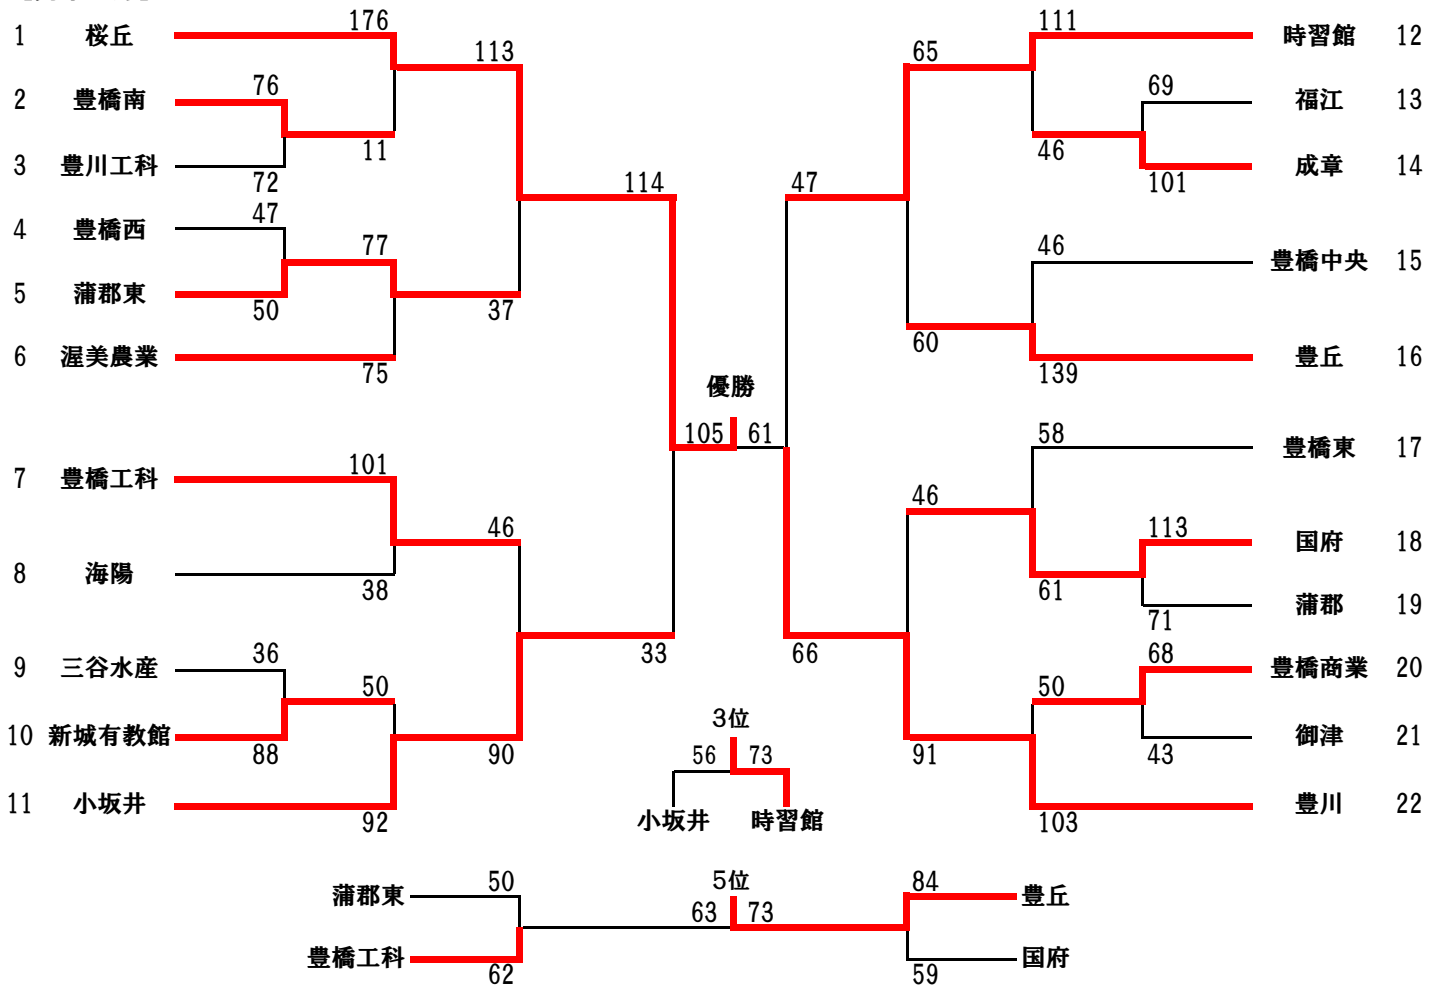 176
111
1 桜丘
時習館 12
113
65
76
69
2 豊橋南
福江 13
11
46
3 豊川工科
成章 14
72
101
114
47
47
4 豊橋西
77
46
豊橋中央 15
5 蒲郡東
50
37
60
6 渥美農業
豊丘 16
75
139
優勝
105 61
58
豊橋東 17
101
7 豊橋工科
46
46
113
国府 18
8 海陽
38
61
蒲郡 19
71
36
33
66
68
9 三谷水産
豊橋商業 20
50
50
3位
10 新城有教館
御津 21
88
90
56 73
91
43
11 小坂井
豊川 22
92
小坂井 時習館
103
50
5位
84
蒲郡東
豊丘
63 73
豊橋工科
国府
62
59